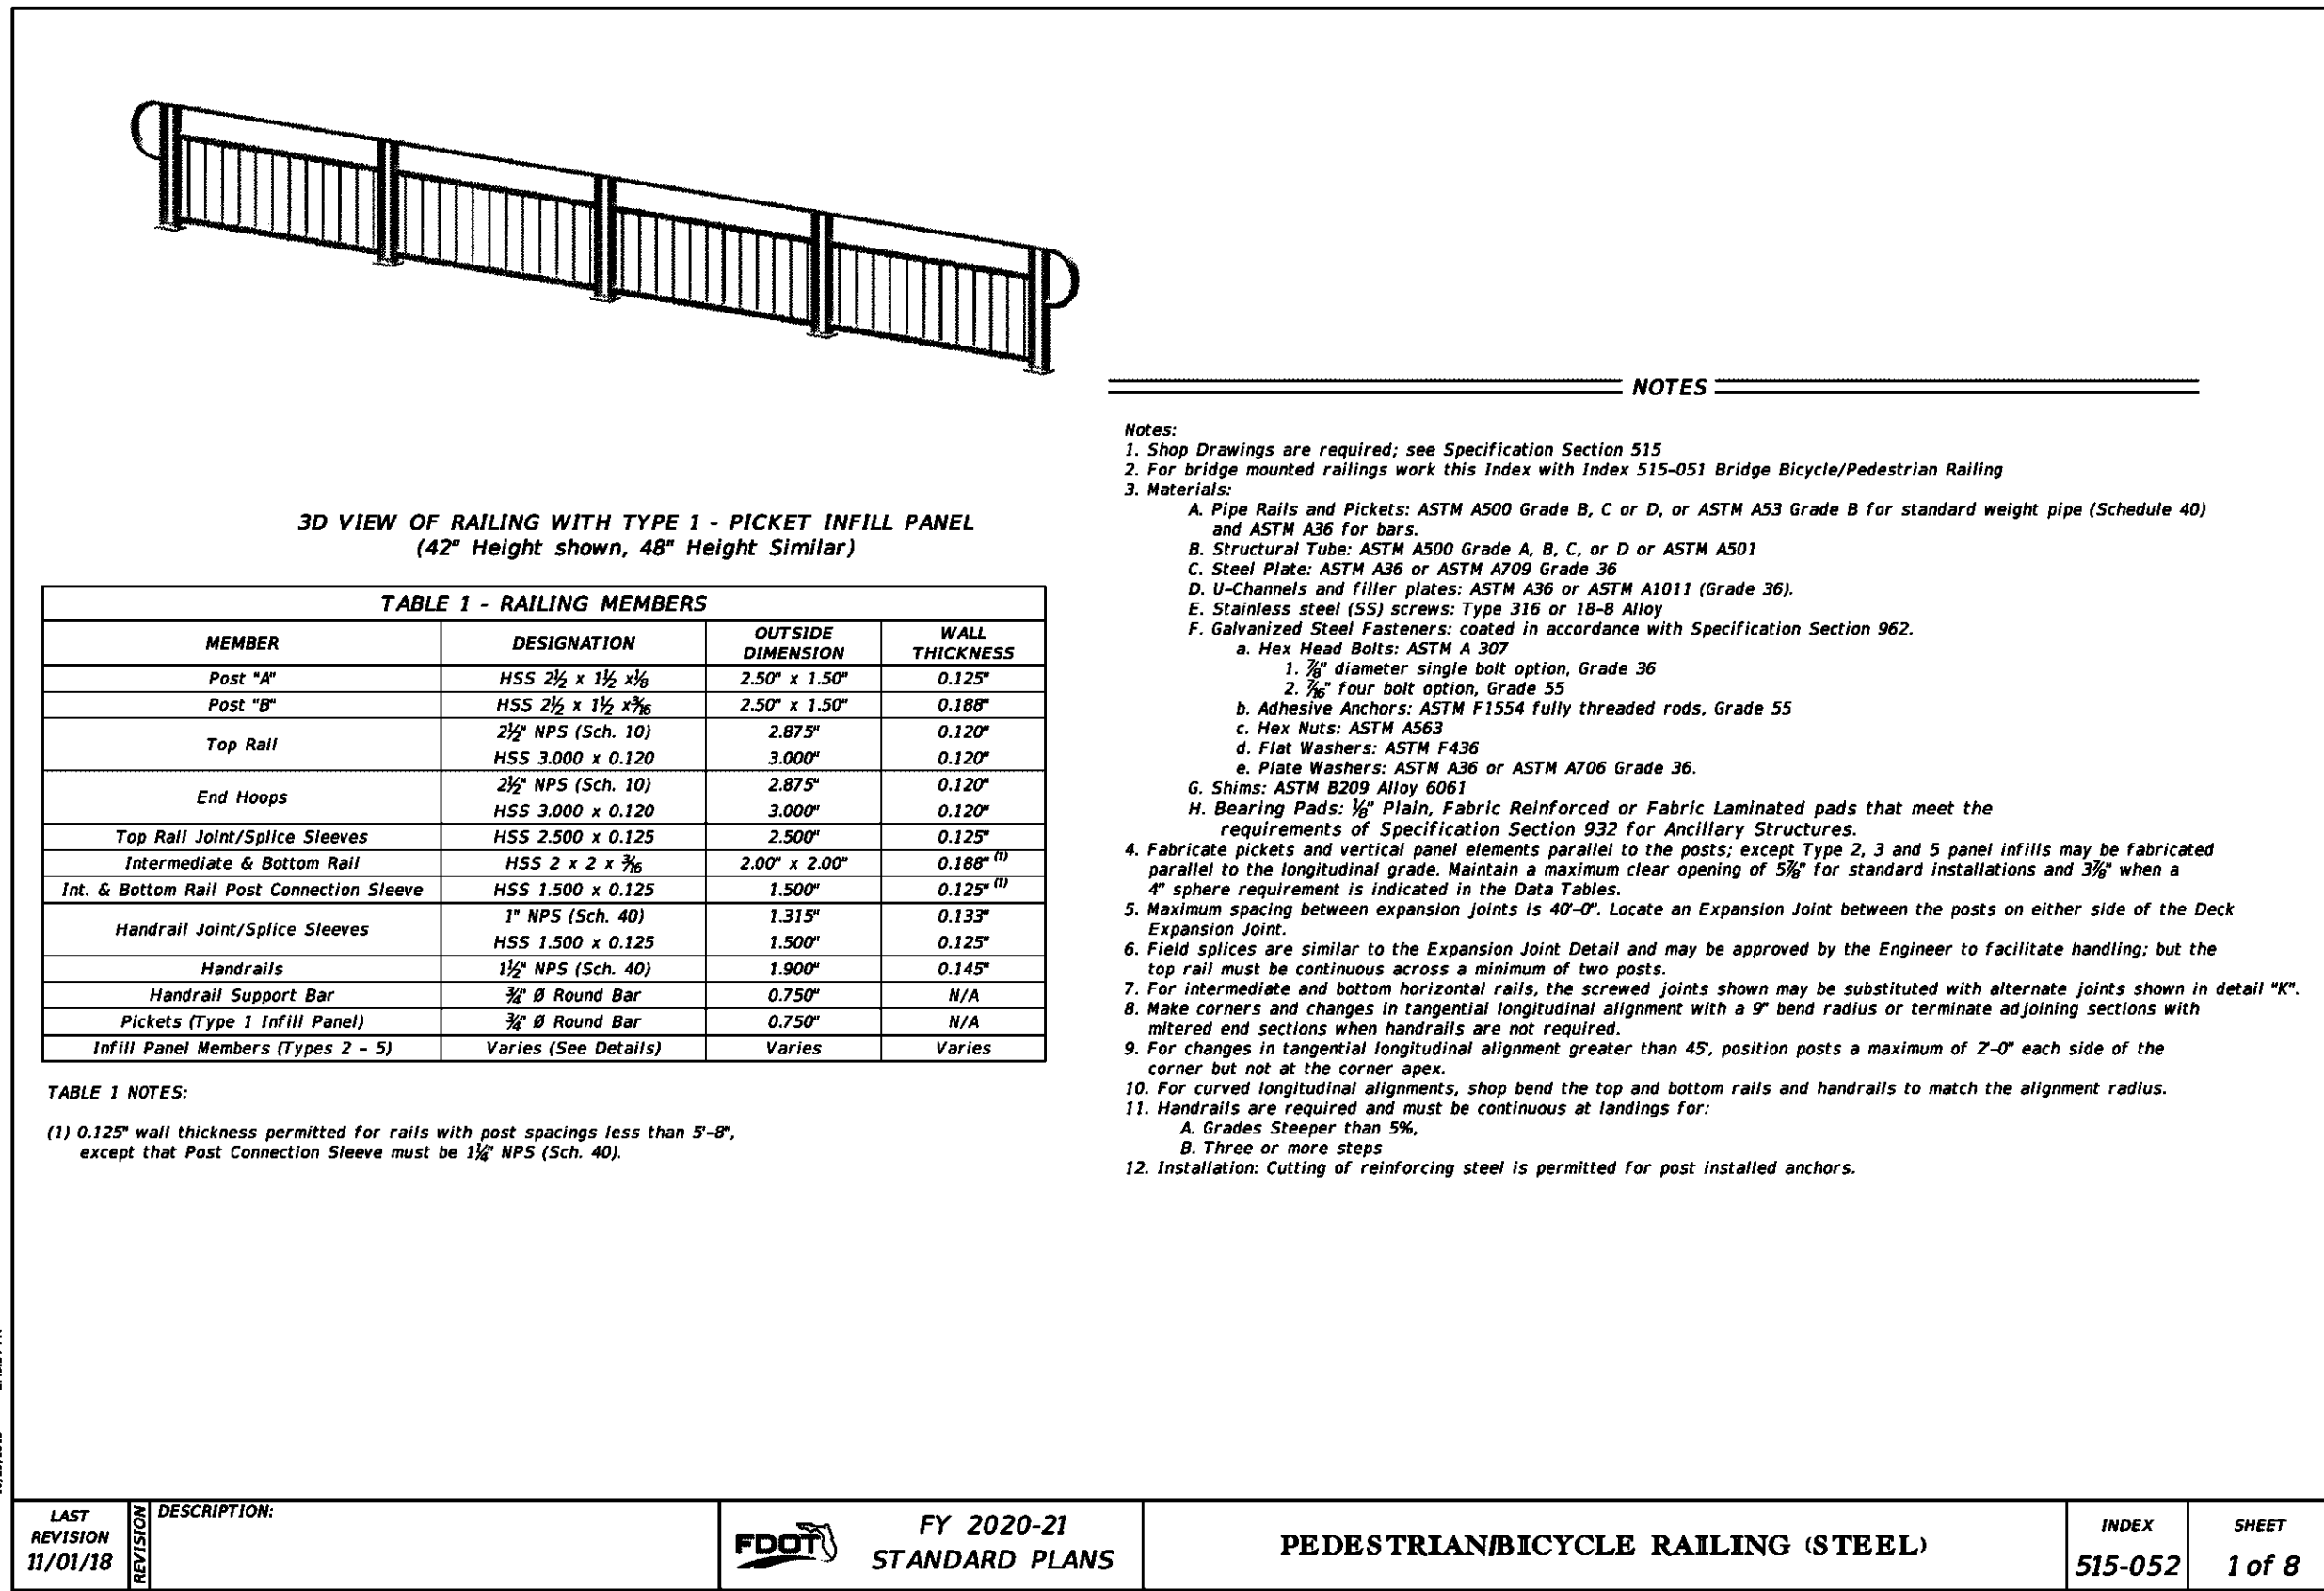 3D VIEW OF RAILING WITH TYPE 1 - PICKET INFILL PANEL
(42" Height shown, 48" Height Similar)
TABLE 1 - RAILING MEMBERS
MEMBER DESIGNATION OUTSIDE DIMENSION WALL THICKNESS
Post "A" HSS 2½ x 1½ x⅛ 2.50" x 1.50" 0.125"
Post "B" HSS 2½ x 1½ x3/16 2.50" x 1.50" 0.188"
Top Rail 2½" NPS (Sch. 10) 2.875" 0.120"
HSS 3.000 x 0.120 3.000" 0.120"
End Hoops 2½" NPS (Sch. 10) 2.875" 0.120"
HSS 3.000 x 0.120 3.000" 0.120"
Top Rail Joint/Splice Sleeves HSS 2.500 x 0.125 2.500" 0.125"
Intermediate & Bottom Rail HSS 2 x 2 x 3/16 2.00" x 2.00" 0.188" (1)
Int. & Bottom Rail Post Connection Sleeve HSS 1.500 x 0.125 1.500" 0.125" (1)
Handrail Joint/Splice Sleeves 1" NPS (Sch. 40) 1.315" 0.133"
HSS 1.500 x 0.125 1.500" 0.125"
Handrails 1½" NPS (Sch. 40) 1.900" 0.145"
Handrail Support Bar ¾" Ø Round Bar 0.750" N/A
Pickets (Type 1 Infill Panel) ¾" Ø Round Bar 0.750" N/A
Infill Panel Members (Types 2 - 5) Varies (See Details) Varies Varies
TABLE 1 NOTES:
(1) 0.125" wall thickness permitted for rails with post spacings less than 5'-8",
except that Post Connection Sleeve must be 1¼" NPS (Sch. 40).
NOTES
Notes:
1. Shop Drawings are required; see Specification Section 515
2. For bridge mounted railings work this Index with Index 515-051 Bridge Bicycle/Pedestrian Railing
3. Materials:
A. Pipe Rails and Pickets: ASTM A500 Grade B, C or D, or ASTM A53 Grade B for standard weight pipe (Schedule 40)
and ASTM A36 for bars.
B. Structural Tube: ASTM A500 Grade A, B, C, or D or ASTM A501
C. Steel Plate: ASTM A36 or ASTM A709 Grade 36
D. U-Channels and filler plates: ASTM A36 or ASTM A1011 (Grade 36).
E. Stainless steel (SS) screws: Type 316 or 18-8 Alloy
F. Galvanized Steel Fasteners: coated in accordance with Specification Section 962.
a. Hex Head Bolts: ASTM A 307
1. ⅞" diameter single bolt option, Grade 36
2. 7/16" four bolt option, Grade 55
b. Adhesive Anchors: ASTM F1554 fully threaded rods, Grade 55
c. Hex Nuts: ASTM A563
d. Flat Washers: ASTM F436
e. Plate Washers: ASTM A36 or ASTM A706 Grade 36.
G. Shims: ASTM B209 Alloy 6061
H. Bearing Pads: ⅛" Plain, Fabric Reinforced or Fabric Laminated pads that meet the
requirements of Specification Section 932 for Ancillary Structures.
4. Fabricate pickets and vertical panel elements parallel to the posts; except Type 2, 3 and 5 panel infills may be fabricated
parallel to the longitudinal grade. Maintain a maximum clear opening of 5⅞" for standard installations and 3⅞" when a
4" sphere requirement is indicated in the Data Tables.
5. Maximum spacing between expansion joints is 40'-0". Locate an Expansion Joint between the posts on either side of the Deck
Expansion Joint.
6. Field splices are similar to the Expansion Joint Detail and may be approved by the Engineer to facilitate handling; but the
top rail must be continuous across a minimum of two posts.
7. For intermediate and bottom horizontal rails, the screwed joints shown may be substituted with alternate joints shown in detail "K".
8. Make corners and changes in tangential longitudinal alignment with a 9" bend radius or terminate adjoining sections with
mitered end sections when handrails are not required.
9. For changes in tangential longitudinal alignment greater than 45°, position posts a maximum of 2'-0" each side of the
corner but not at the corner apex.
10. For curved longitudinal alignments, shop bend the top and bottom rails and handrails to match the alignment radius.
11. Handrails are required and must be continuous at landings for:
A. Grades Steeper than 5%,
B. Three or more steps
12. Installation: Cutting of reinforcing steel is permitted for post installed anchors.
LAST REVISION 11/01/18
REVISION
DESCRIPTION:
FDOT
FY 2020-21
STANDARD PLANS
PEDESTRIAN/BICYCLE RAILING (STEEL)
INDEX
515-052
SHEET
1 of 8